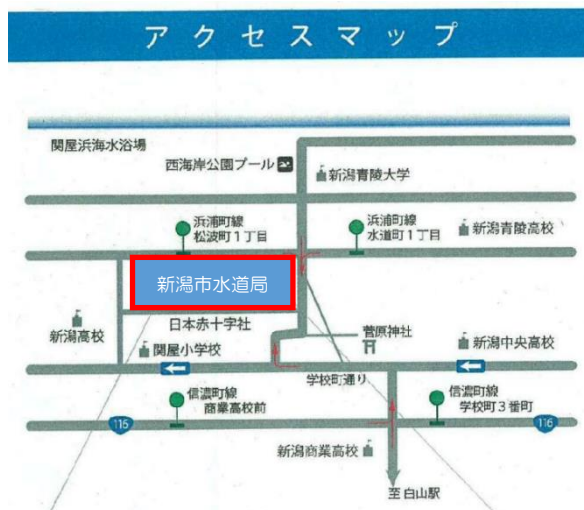 アクセスマップ
関屋浜海水浴場
西海岸公園プール
新潟青陵大学
浜浦町線
松波町1丁目
浜浦町線
水道町1丁目
新潟青陵高校
新潟市水道局
日本赤十字社
新潟高校
関屋小学校
菅原神社
新潟中央高校
学校町通り
信濃町線
商業高校前
信濃町線
学校町3番町
116
116
新潟商業高校
至白山駅